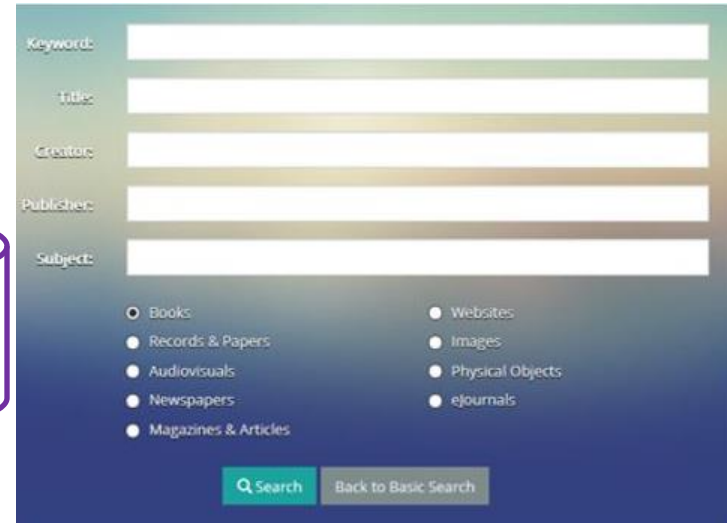 Keyword:
Title:
Creator:
Publisher:
Subject:
Books
Websites
Records & Papers
Images
Audiovisuals
Physical Objects
Newspapers
eJournals
Magazines & Articles
Search
Back to Basic Search